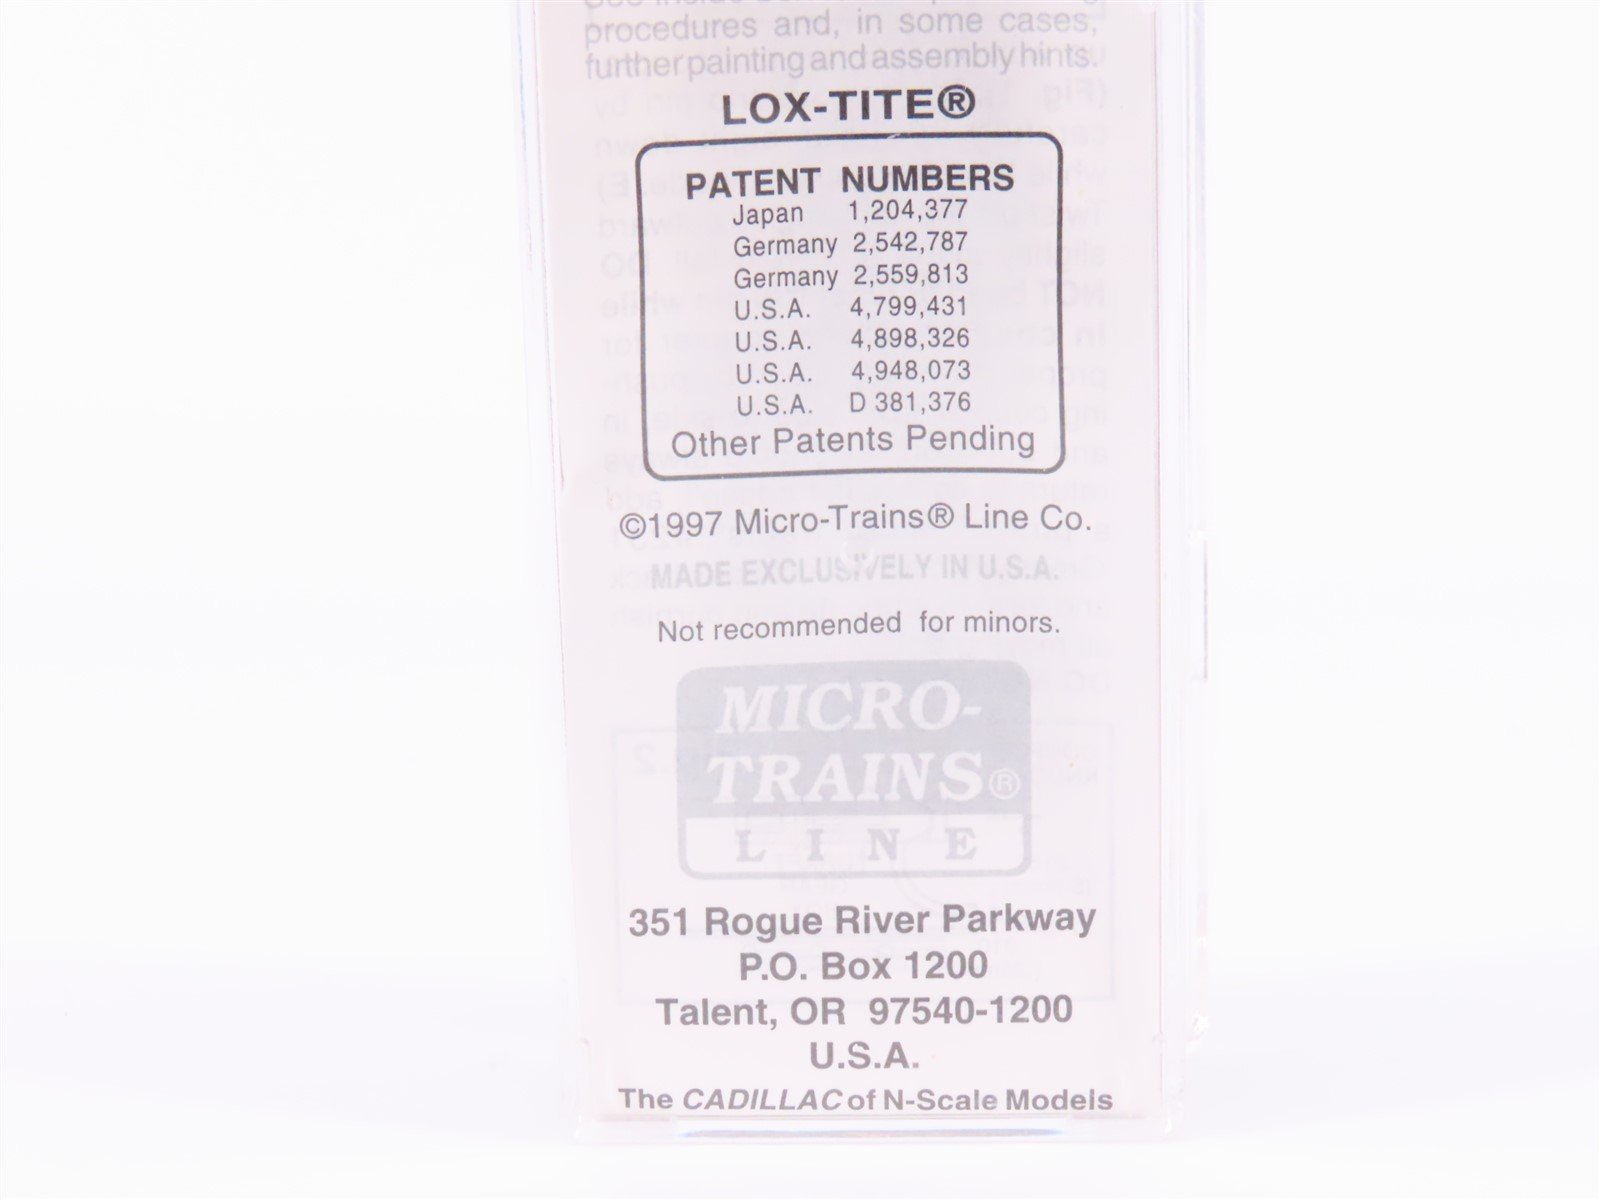 procedures and, in some cases,
further painting and assembly hints.
LOX-TITE®
PATENT NUMBERS
Japan 1,204,377
Germany 2,542,787
Germany 2,559,813
U.S.A. 4,799,431
U.S.A. 4,898,326
U.S.A. 4,948,073
U.S.A. D 381,376
Other Patents Pending
©1997 Micro-Trains® Line Co.
MADE EXCLUSIVELY IN U.S.A.
Not recommended for minors.
MICRO-
TRAINS®
LINE
351 Rogue River Parkway
P.O. Box 1200
Talent, OR 97540-1200
U.S.A.
The CADILLAC of N-Scale Models